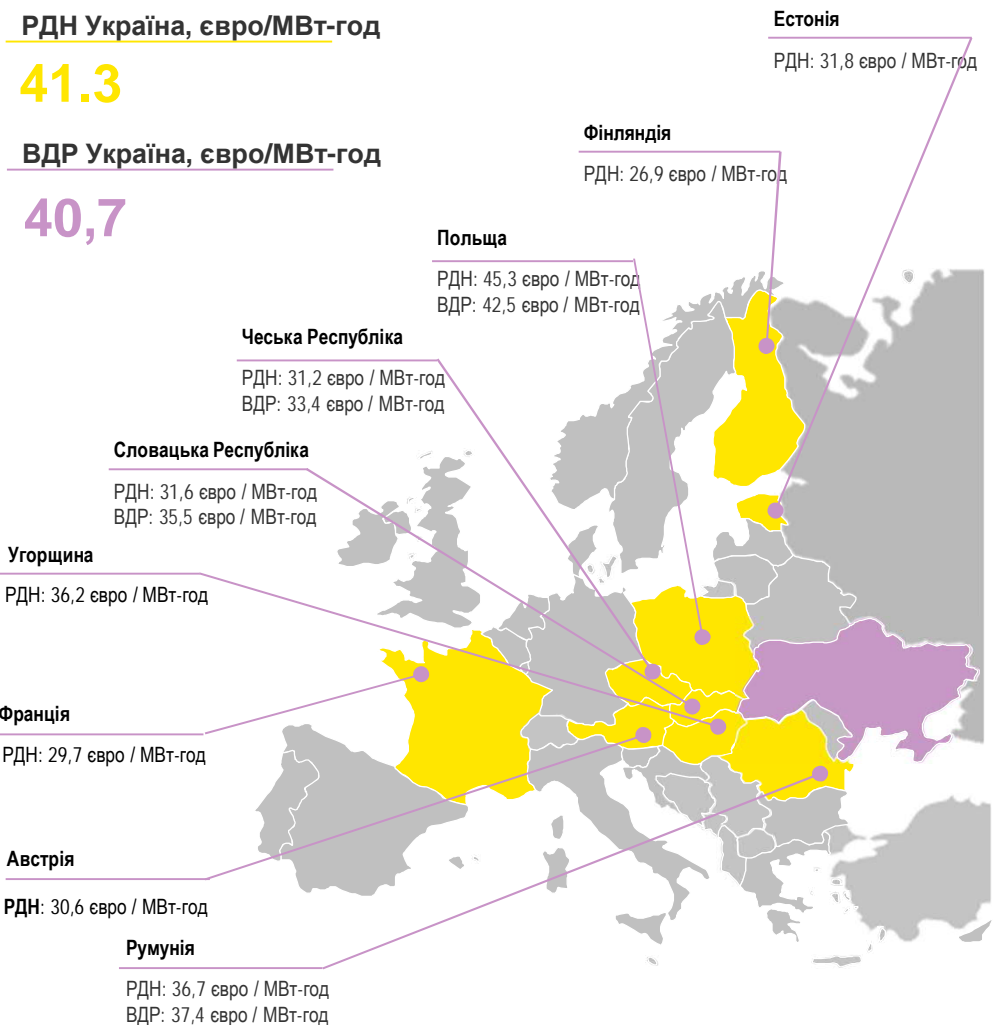 РДН Україна, євро/МВт-год
41.3
ВДР Україна, євро/МВт-год
40,7
Естонія
РДН: 31,8 євро / МВт-год
Фінляндія
РДН: 26,9 євро / МВт-год
Польща
РДН: 45,3 євро / МВт-год
ВДР: 42,5 євро / МВт-год
Чеська Республіка
РДН: 31,2 євро / МВт-год
ВДР: 33,4 євро / МВт-год
Словацька Республіка
РДН: 31,6 євро / МВт-год
ВДР: 35,5 євро / МВт-год
Угорщина
РДН: 36,2 євро / МВт-год
Франція
РДН: 29,7 євро / МВт-год
Австрія
РДН: 30,6 євро / МВт-год
Румунія
РДН: 36,7 євро / МВт-год
ВДР: 37,4 євро / МВт-год